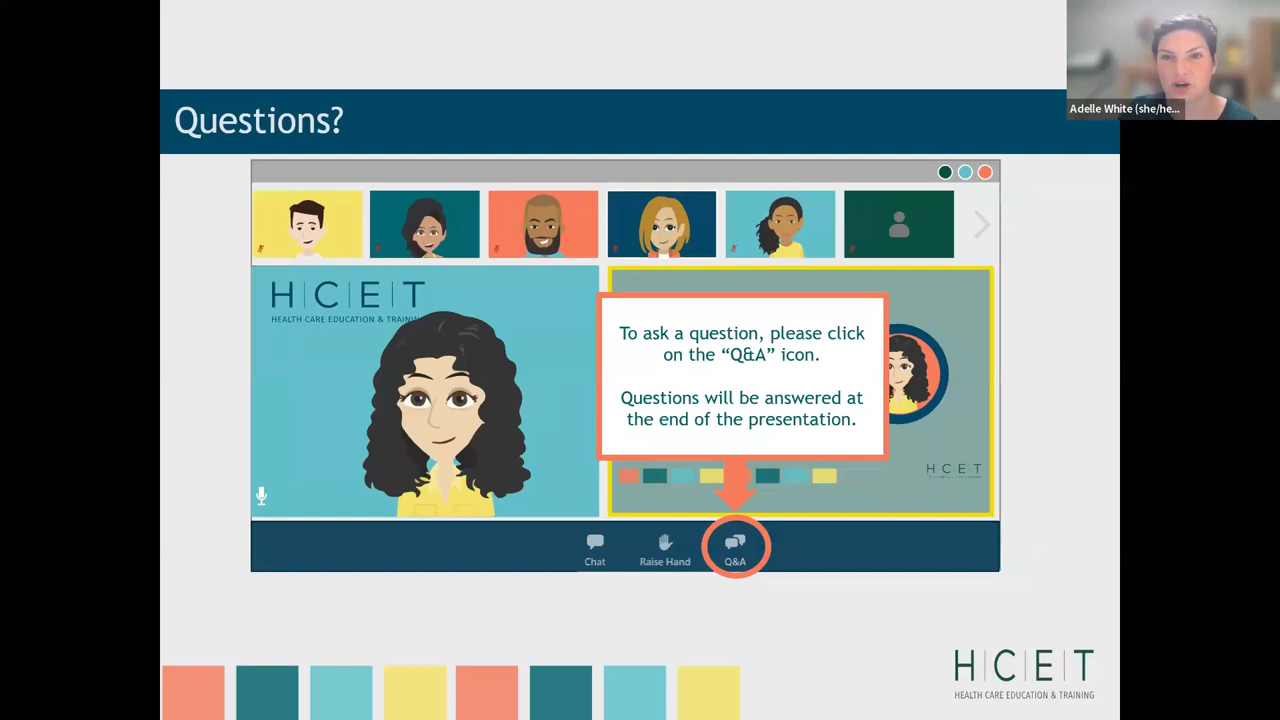 Adelle White (she/he...
Questions?
H|C|E|T
HEALTH CARE EDUCATION & TRAININ
To ask a question, please click
on the “Q&A” icon.
Questions will be answered at
the end of the presentation.
H C E T
Chat
Raise Hand
Q&A
H|C|E|T
HEALTH CARE EDUCATION & TRAINING